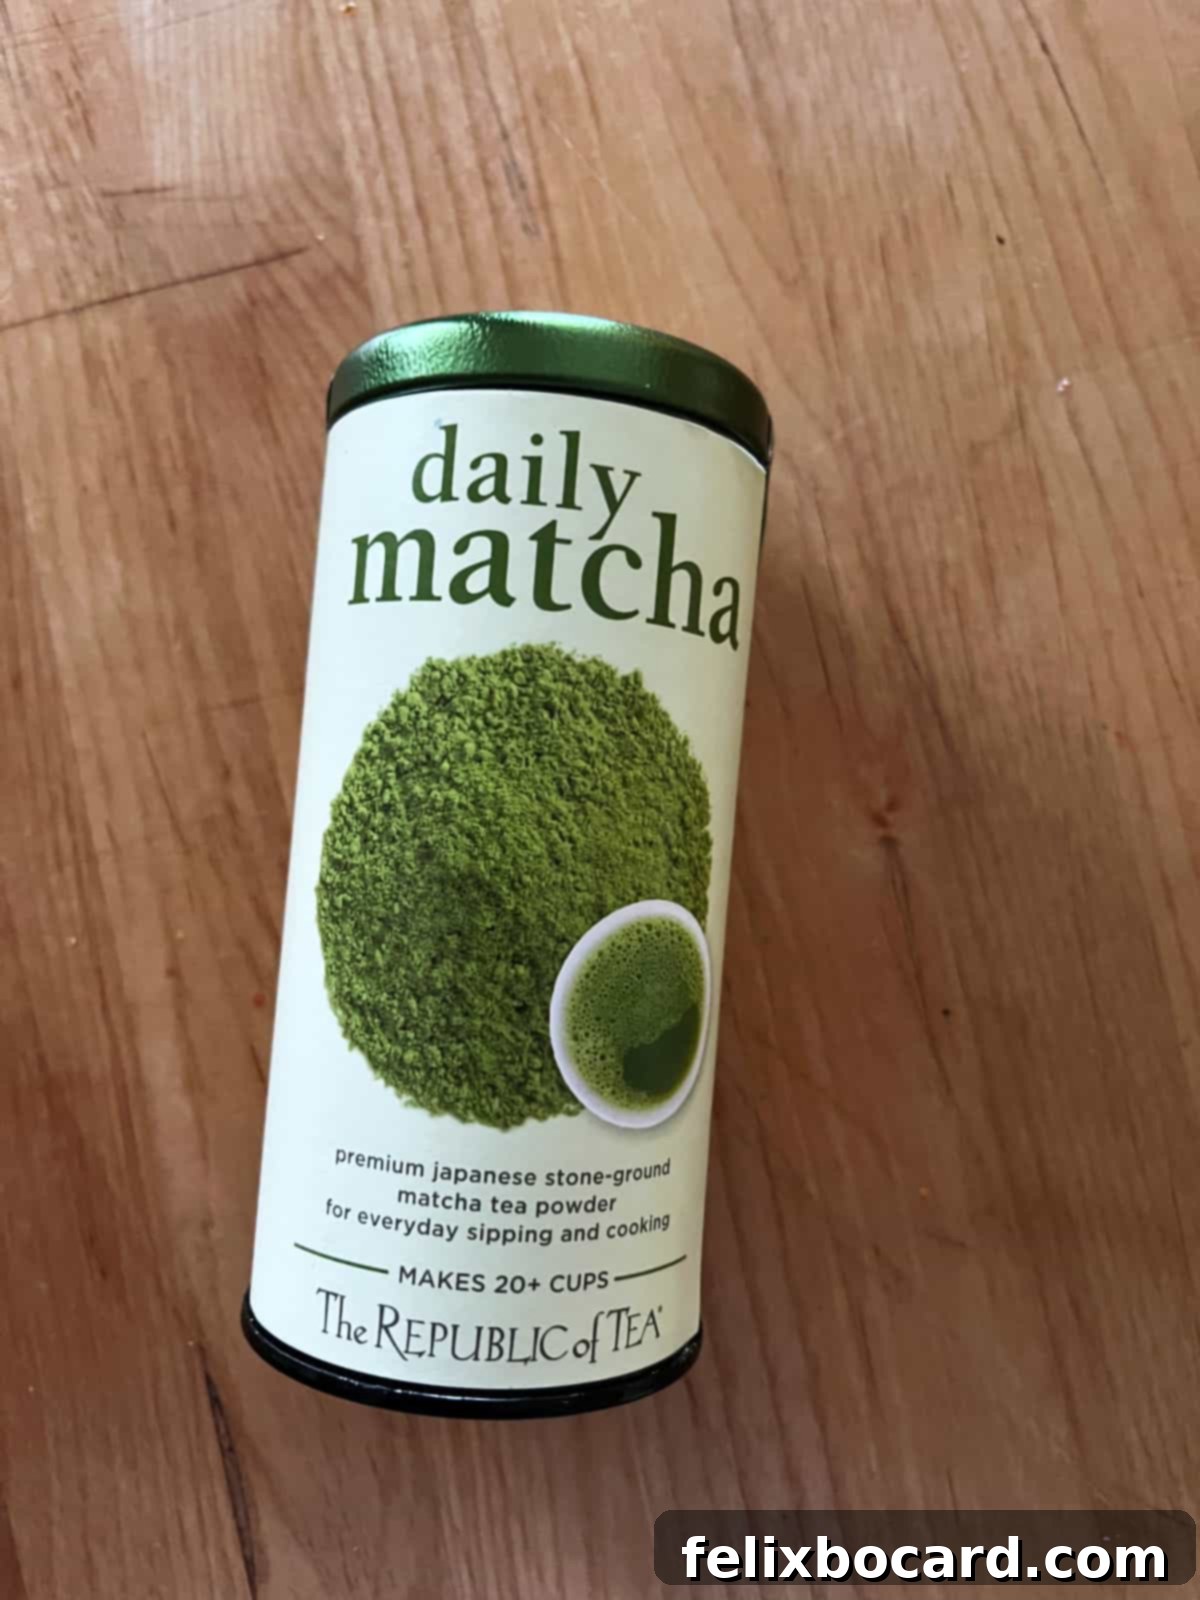 daily
matcha
premium japanese stone-ground
matcha tea powder
for everyday sipping and cooking
MAKES 20+ CUPS
The REPUBLIC of TEA®
felixbocard.com